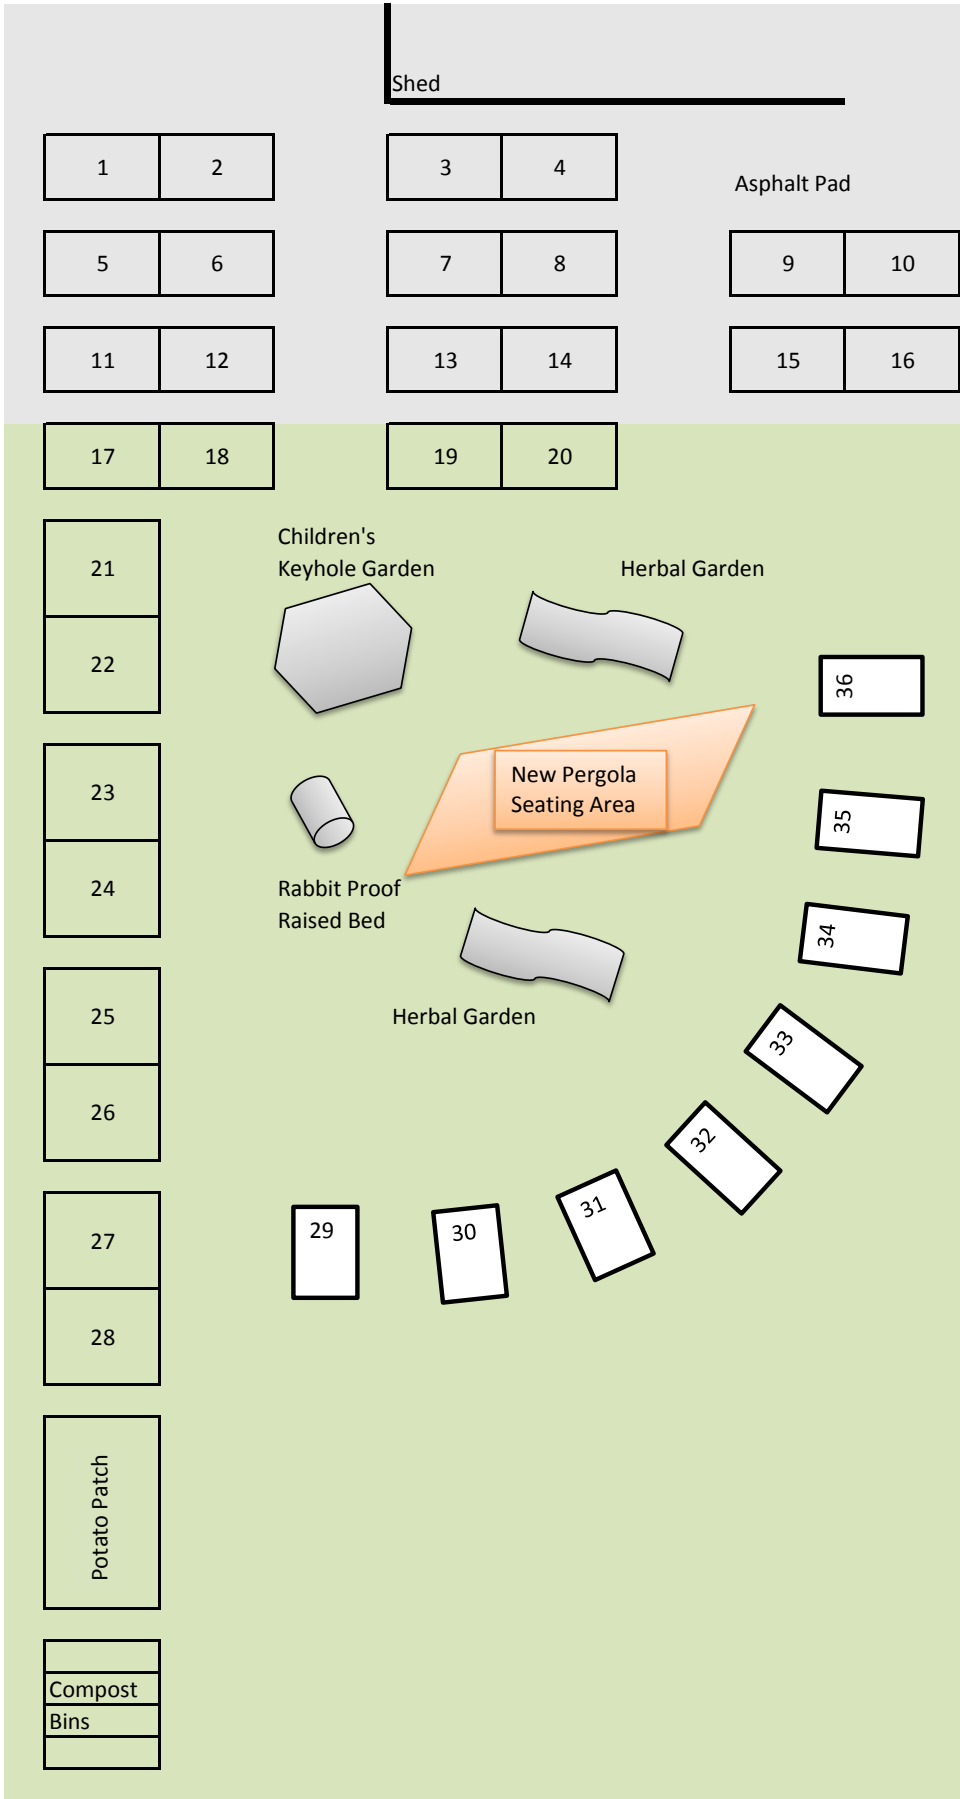 Shed
1 2 3 4
Asphalt Pad
5 6 7 8 9 10
11 12 13 14 15 16
17 18 19 20
Children's
Keyhole Garden
Herbal Garden
21
22
36
New Pergola
Seating Area
23
35
24
Rabbit Proof
Raised Bed
34
Herbal Garden
25
33
26
32
31
27
29
30
28
Potato Patch
Compost
Bins